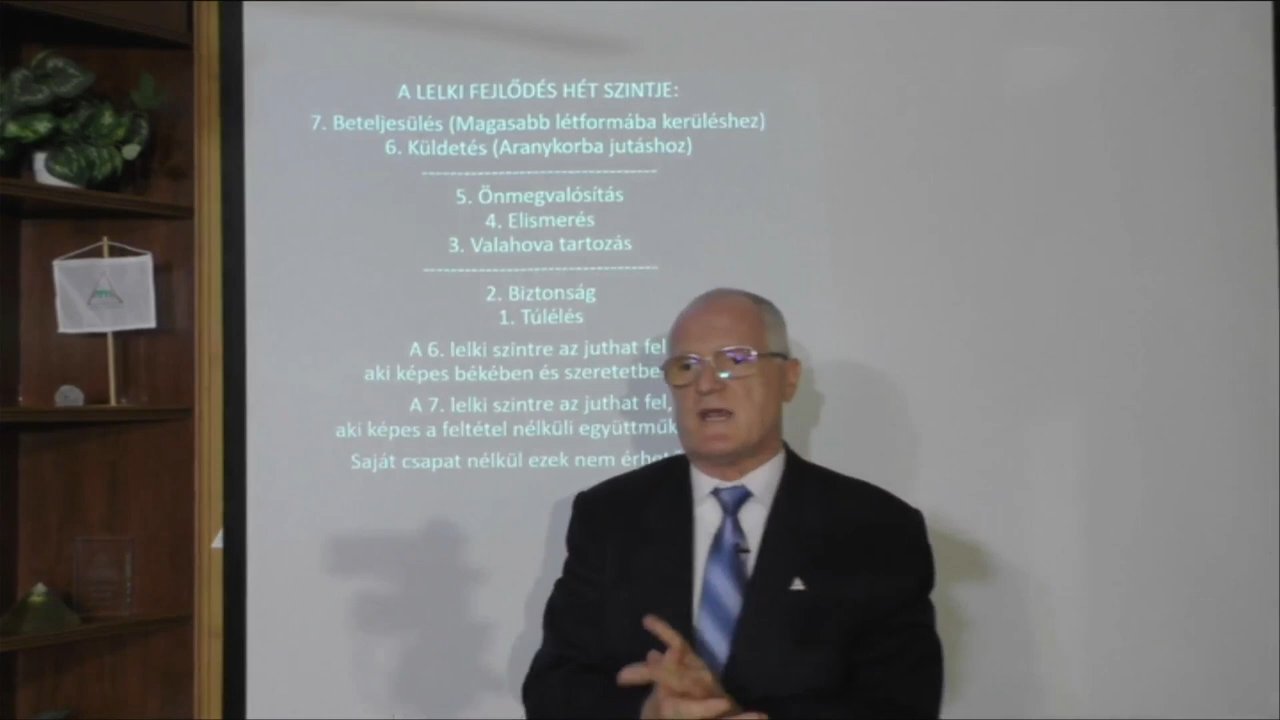 A LELKI FEJLŐDÉS HÉT SZINTJE:
7. Beteljesülés (Magasabb létformába kerüléshez)
6. Küldetés (Aranykorba jutáshoz)
------------------------------------
5. Önmegvalósítás
4. Elismerés
3. Valahova tartozás
------------------------------------
2. Biztonság
1. Túlélés
A 6. lelki szintre az juthat fel
aki képes békében és
A 7. lelki szintre az juthat fel,
aki képes a feltétel nélküli
Saját csapat nélkül ezek nem